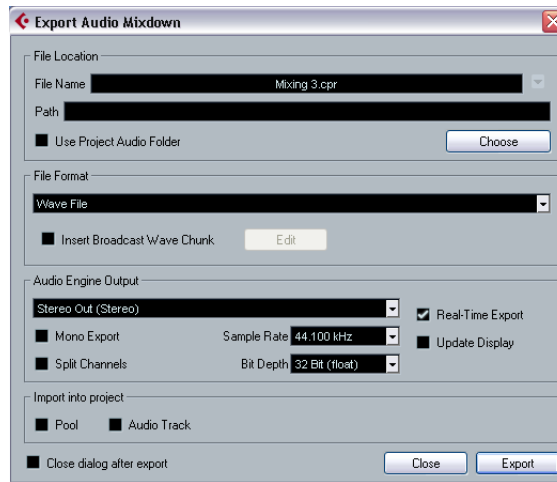 Export Audio Mixdown
File Location
File Name Mixing 3.cpr
Path
Use Project Audio Folder Choose
File Format
Wave File
Insert Broadcast Wave Chunk Edit
Audio Engine Output
Stereo Out (Stereo)
Real-Time Export
Mono Export Sample Rate 44.100 kHz
Update Display
Split Channels Bit Depth 32 Bit (float)
Import into project
Pool Audio Track
Close dialog after export Close Export